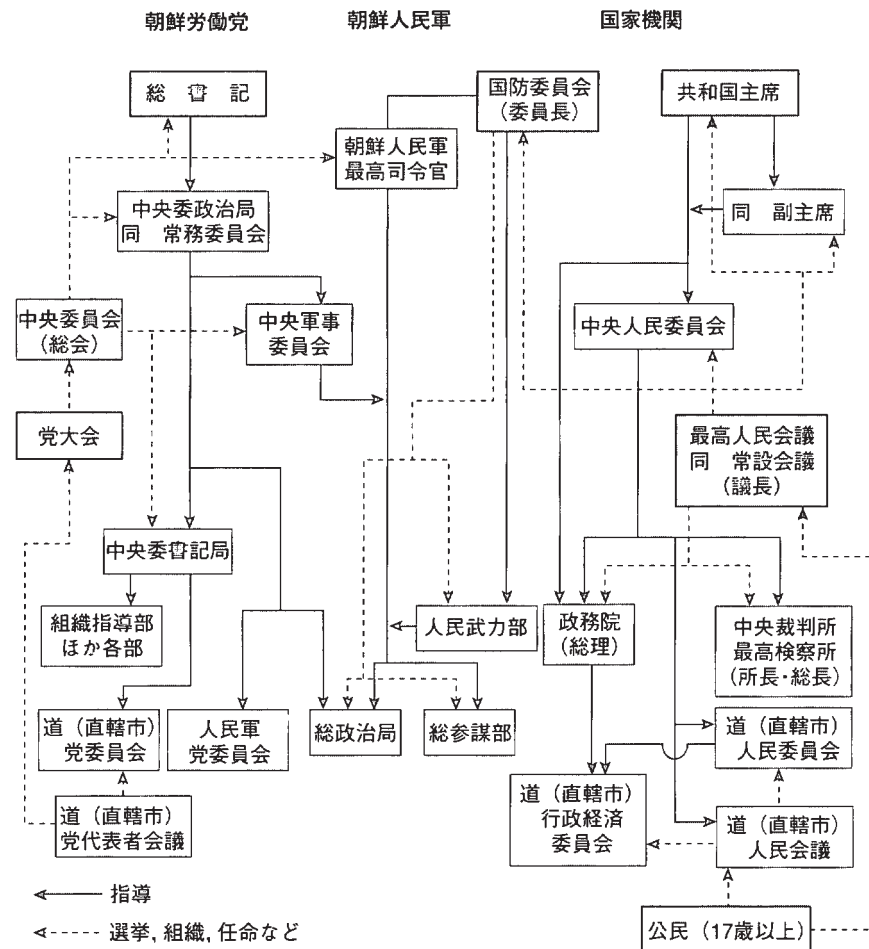 朝鮮労働党
朝鮮人民軍
国家機関
総 書 記
国防委員会
(委員長)
共和国主席
朝鮮人民軍
最高司令官
中央委政治局
同 常務委員会
同 副主席
中央委員会
(総会)
中央軍事
委員会
中央人民委員会
党大会
最高人民会議
同 常設会議
(議長)
中央委書記局
組織指導部
ほか各部
人民武力部
政務院
(総理)
中央裁判所
最高検察所
(所長・総長)
道(直轄市)
党委員会
人民軍
党委員会
総政治局
総参謀部
道(直轄市)
人民委員会
道(直轄市)
行政経済
委員会
道(直轄市)
党代表者会議
道(直轄市)
人民会議
指導
選挙,組織,任命など
公民(17歳以上)